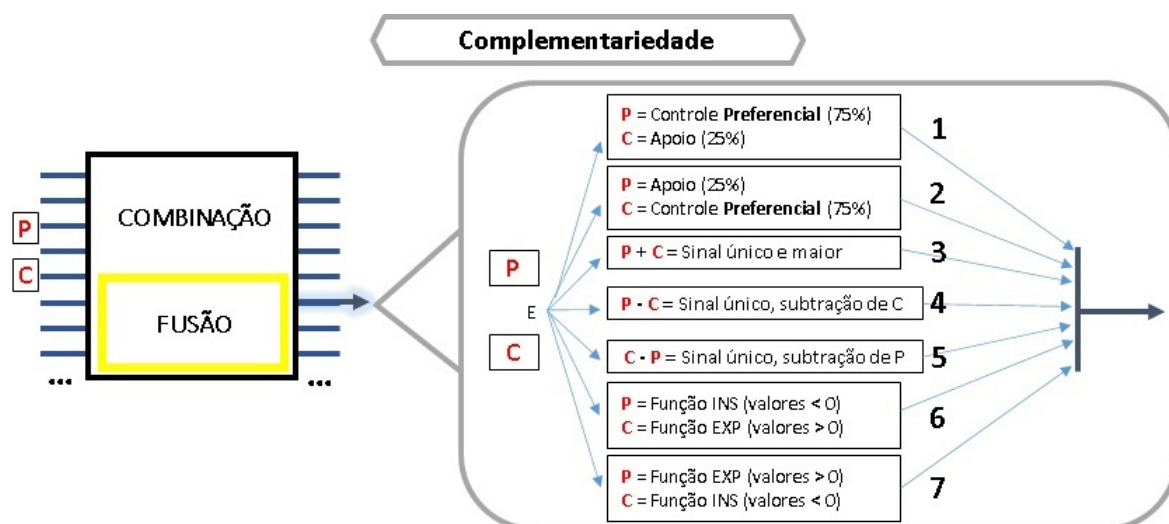 Complementariedade
P
C
COMBINAÇÃO
FUSÃO
...
...
P
E
C
P = Controle Preferencial (75%)
C = Apoio (25%)
1
P = Apoio (25%)
C = Controle Preferencial (75%)
2
P + C = Sinal único e maior
3
P - C = Sinal único, subtração de C
4
C - P = Sinal único, subtração de P
5
P = Função INS (valores < 0)
C = Função EXP (valores > 0)
6
P = Função EXP (valores > 0)
C = Função INS (valores < 0)
7